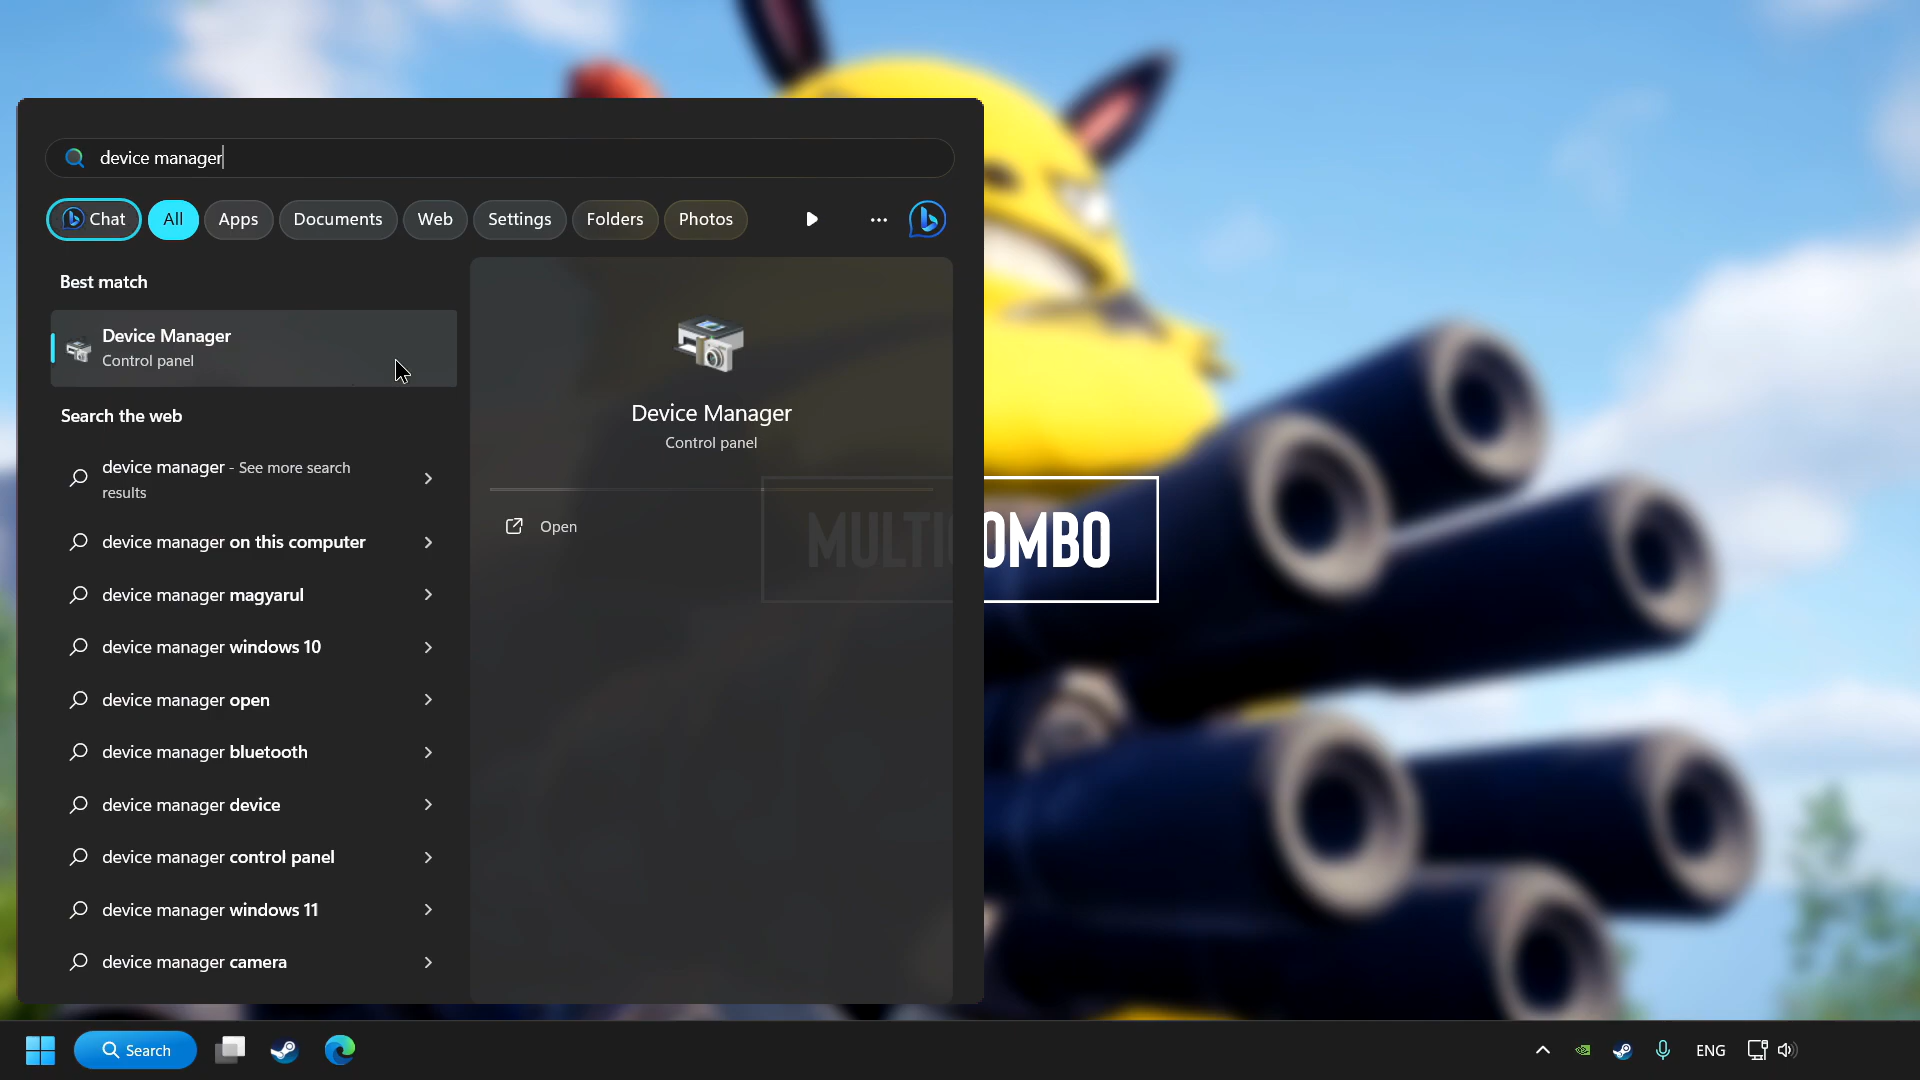 device manager
Chat
All
Apps
Documents
Web
Settings
Folders
Photos
Best match
Device Manager
Control panel
Search the web
device manager - See more search
results
device manager on this computer
device manager magyarul
device manager windows 10
device manager open
device manager bluetooth
device manager device
device manager control panel
device manager windows 11
device manager camera
Device Manager
Control panel
Open
MULTICOMBO
Search
ENG